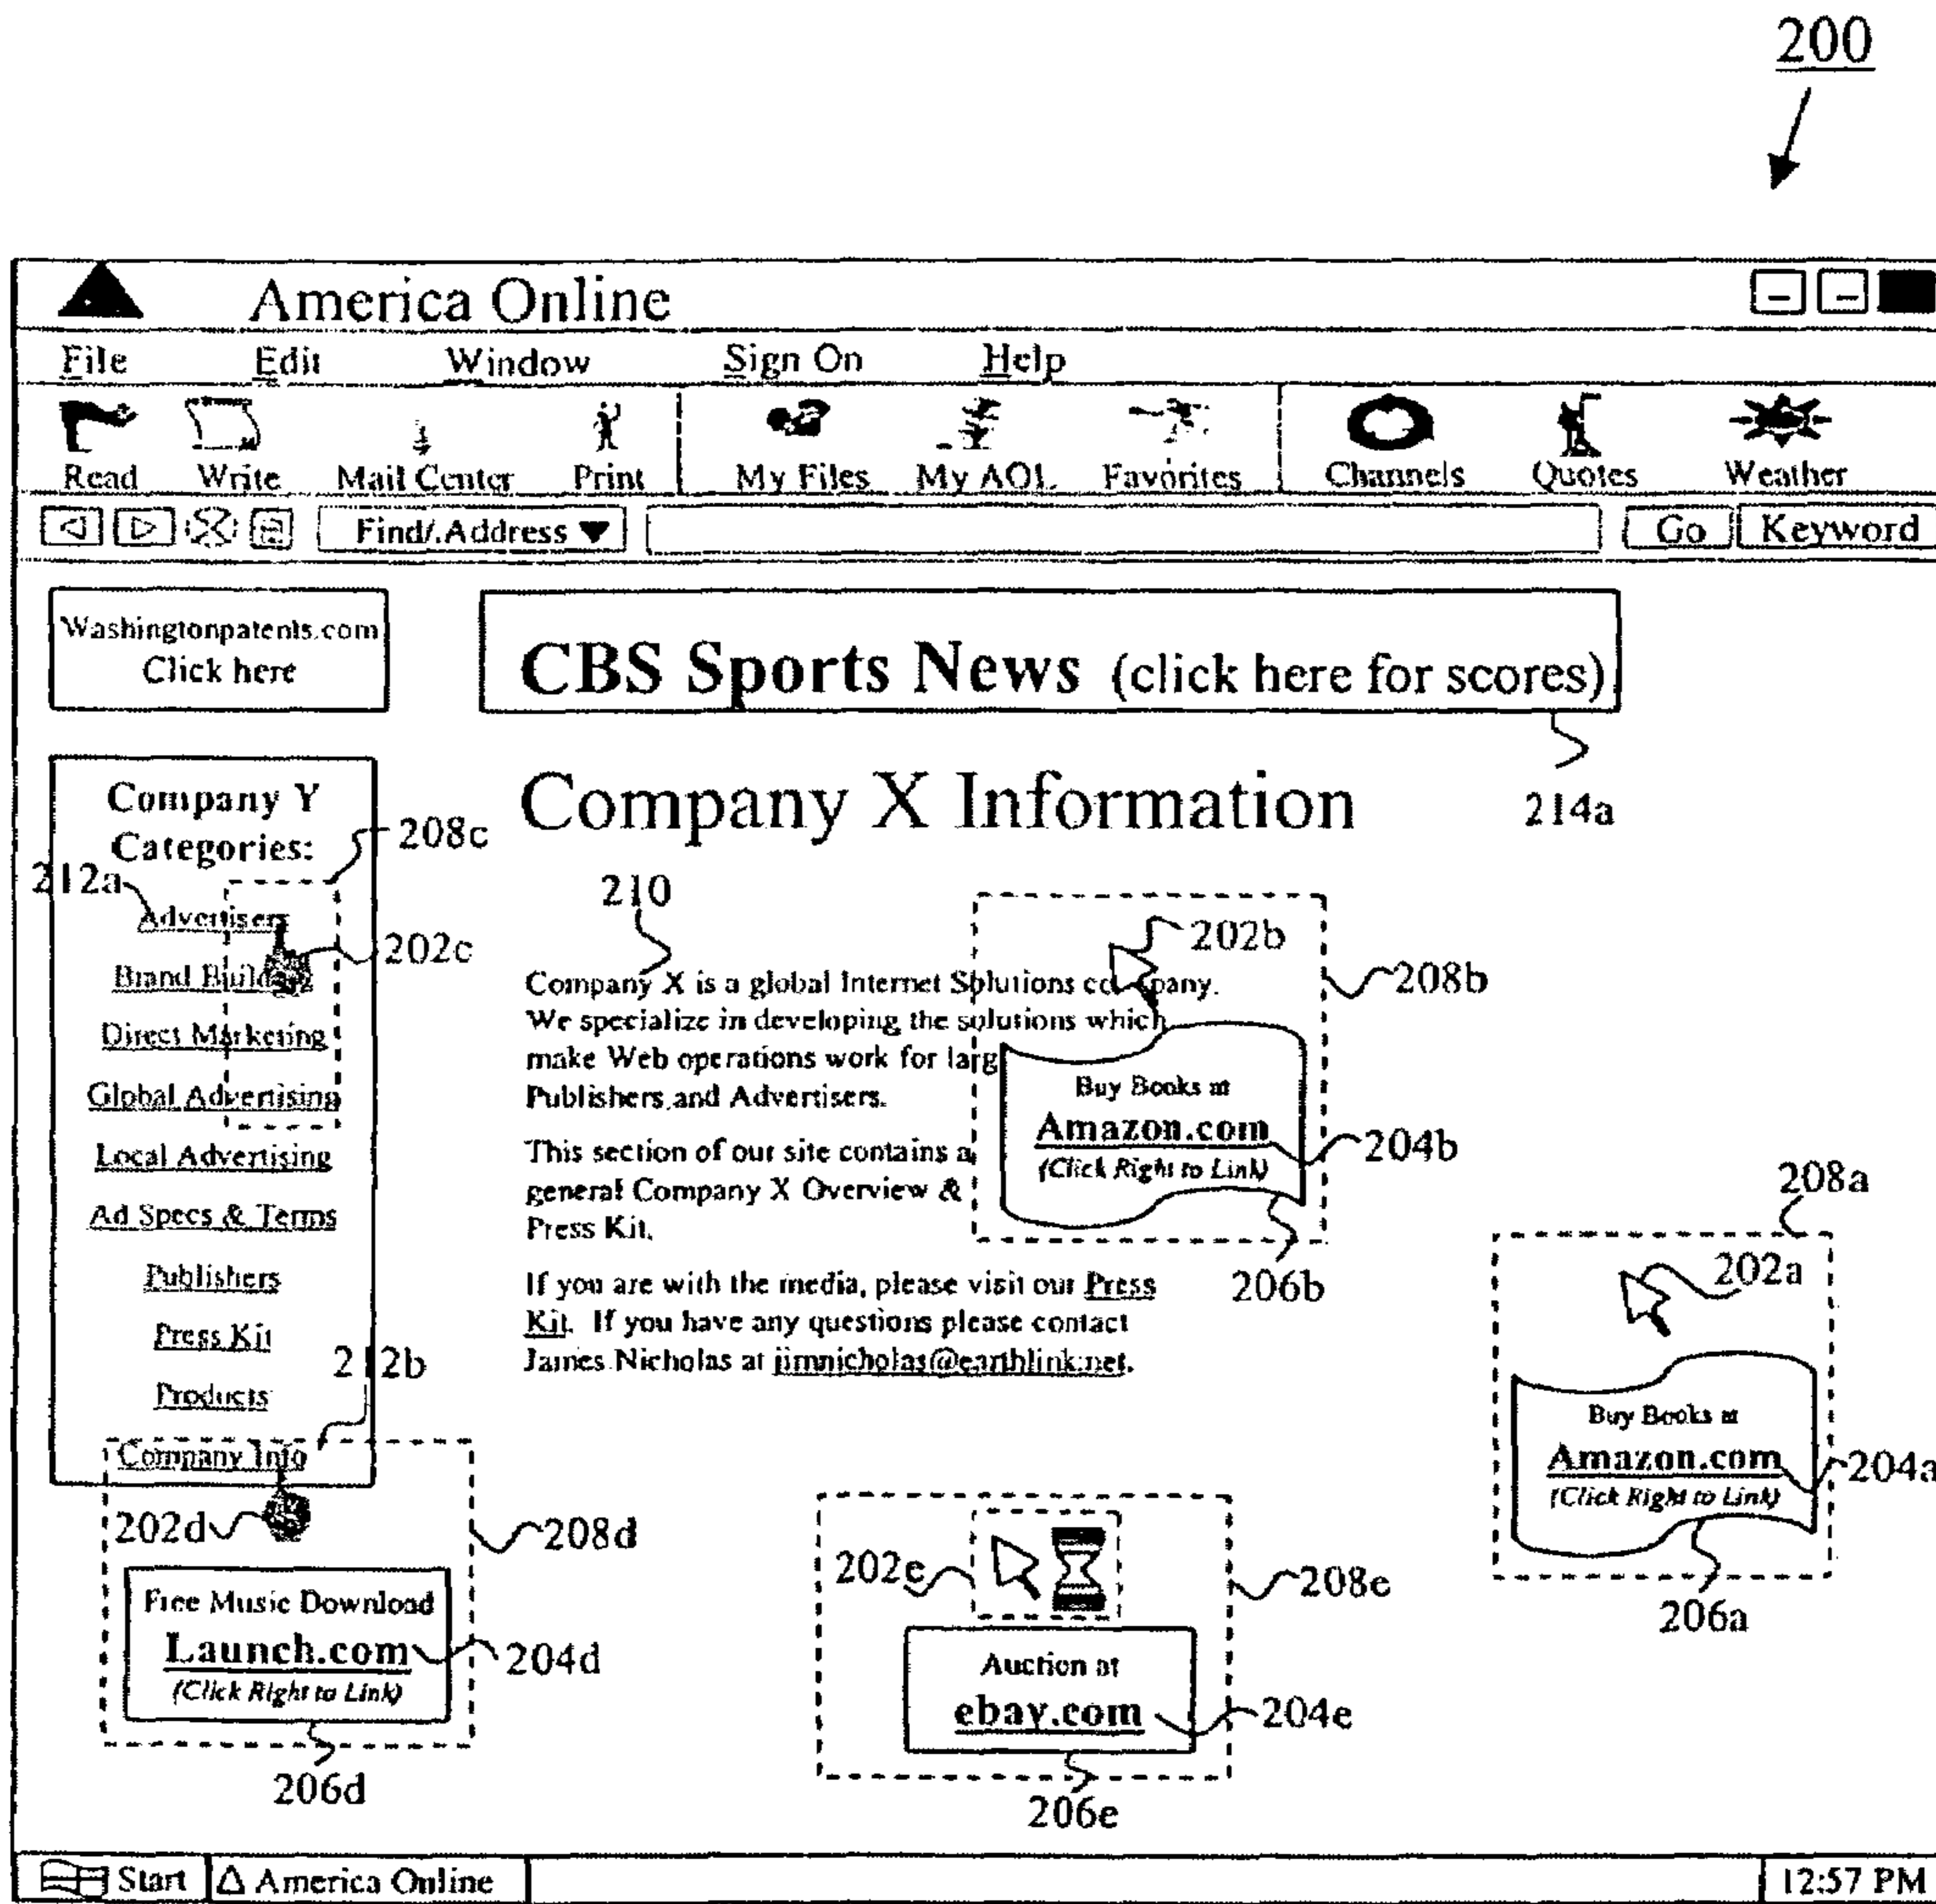 200
America Online
File Edit Window Sign On Help
Read Write Mail Center Print My Files My AOL Favorites Channels Quotes Weather
Find/.Address Go Keyword
Washingtonpatents.com
Click here
CBS Sports News (click here for scores)
214a
Company Y
Categories:
208c
212a
Advertisers
202c
Brand Building
Direct Marketing
Global Advertising
Local Advertising
Ad Specs & Terms
Publishers
Press Kit
212b
Products
Company Info
202d
208d
Free Music Download
Launch.com
(Click Right to Link)
204d
206d
Company X Information
210
Company X is a global Internet Solutions company.
We specialize in developing the solutions which
make Web operations work for larg
Publishers and Advertisers.
This section of our site contains a
general Company X Overview &
Press Kit.
If you are with the media, please visit our Press
Kit. If you have any questions please contact
James Nicholas at jimnicholas@earthlink.net.
202b
208b
Buy Books at
Amazon.com
(Click Right to Link)
204b
206b
208a
202a
Buy Books at
Amazon.com
(Click Right to Link)
204a
206a
202e
208e
Auction at
ebay.com
204e
206e
Start America Online 12:57 PM